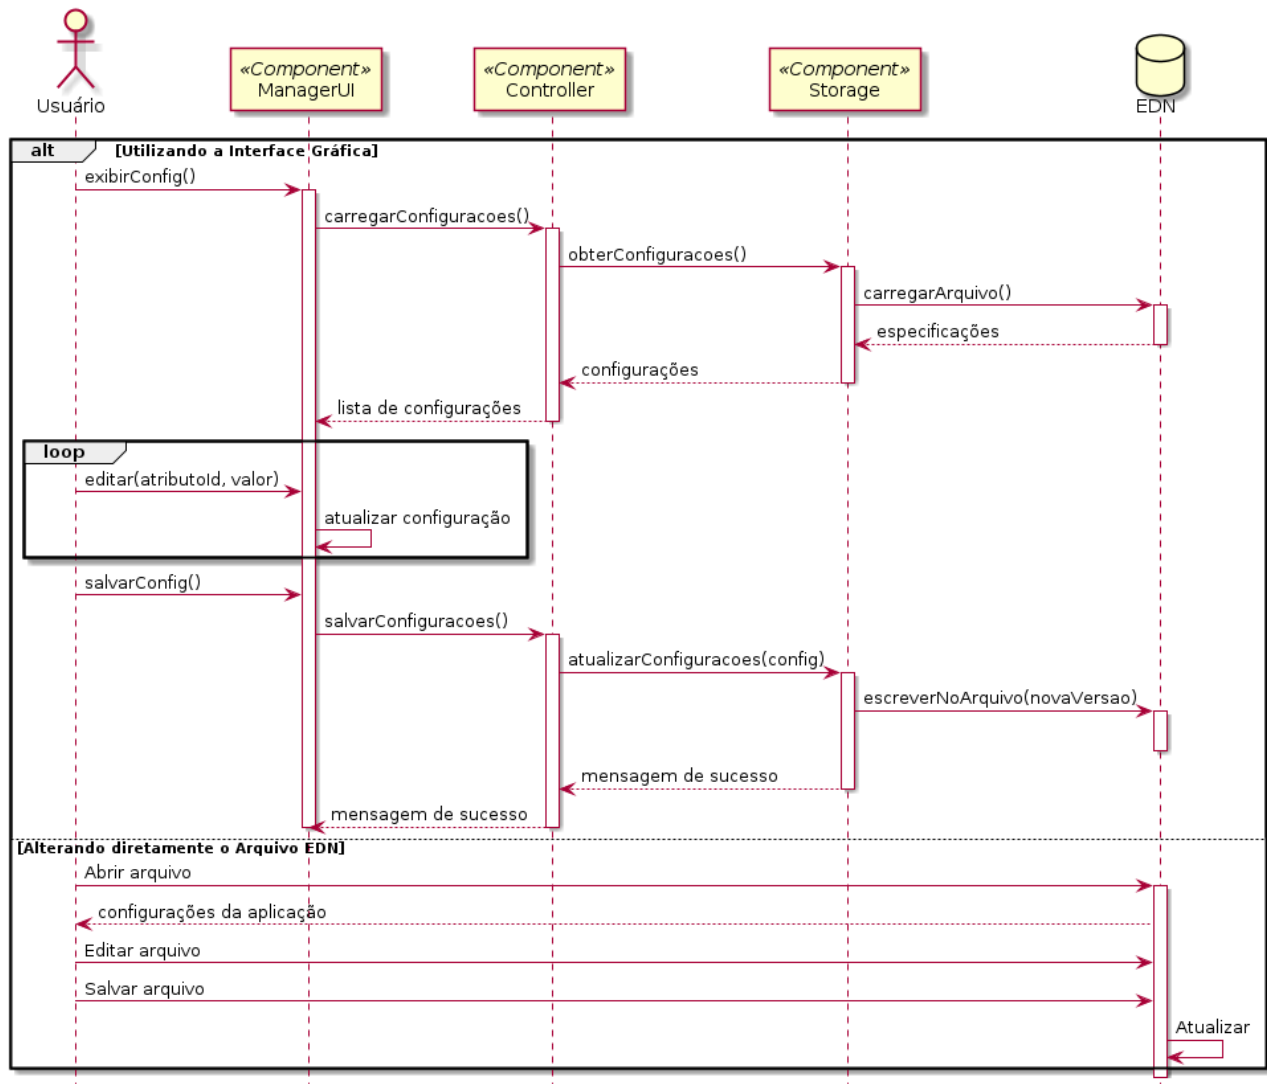 «Component»
ManagerUI
«Component»
Controller
«Component»
Storage
Usuário
EDN
alt
[Utilizando a Interface Gráfica]
exibirConfig()
carregarConfiguracoes()
obterConfiguracoes()
carregarArquivo()
especificações
configurações
lista de configurações
loop
editar(atributoId, valor)
atualizar configuração
salvarConfig()
salvarConfiguracoes()
atualizarConfiguracoes(config)
escreverNoArquivo(novaVersao)
mensagem de sucesso
mensagem de sucesso
[Alterando diretamente o Arquivo EDN]
Abrir arquivo
configurações da aplicação
Editar arquivo
Salvar arquivo
Atualizar